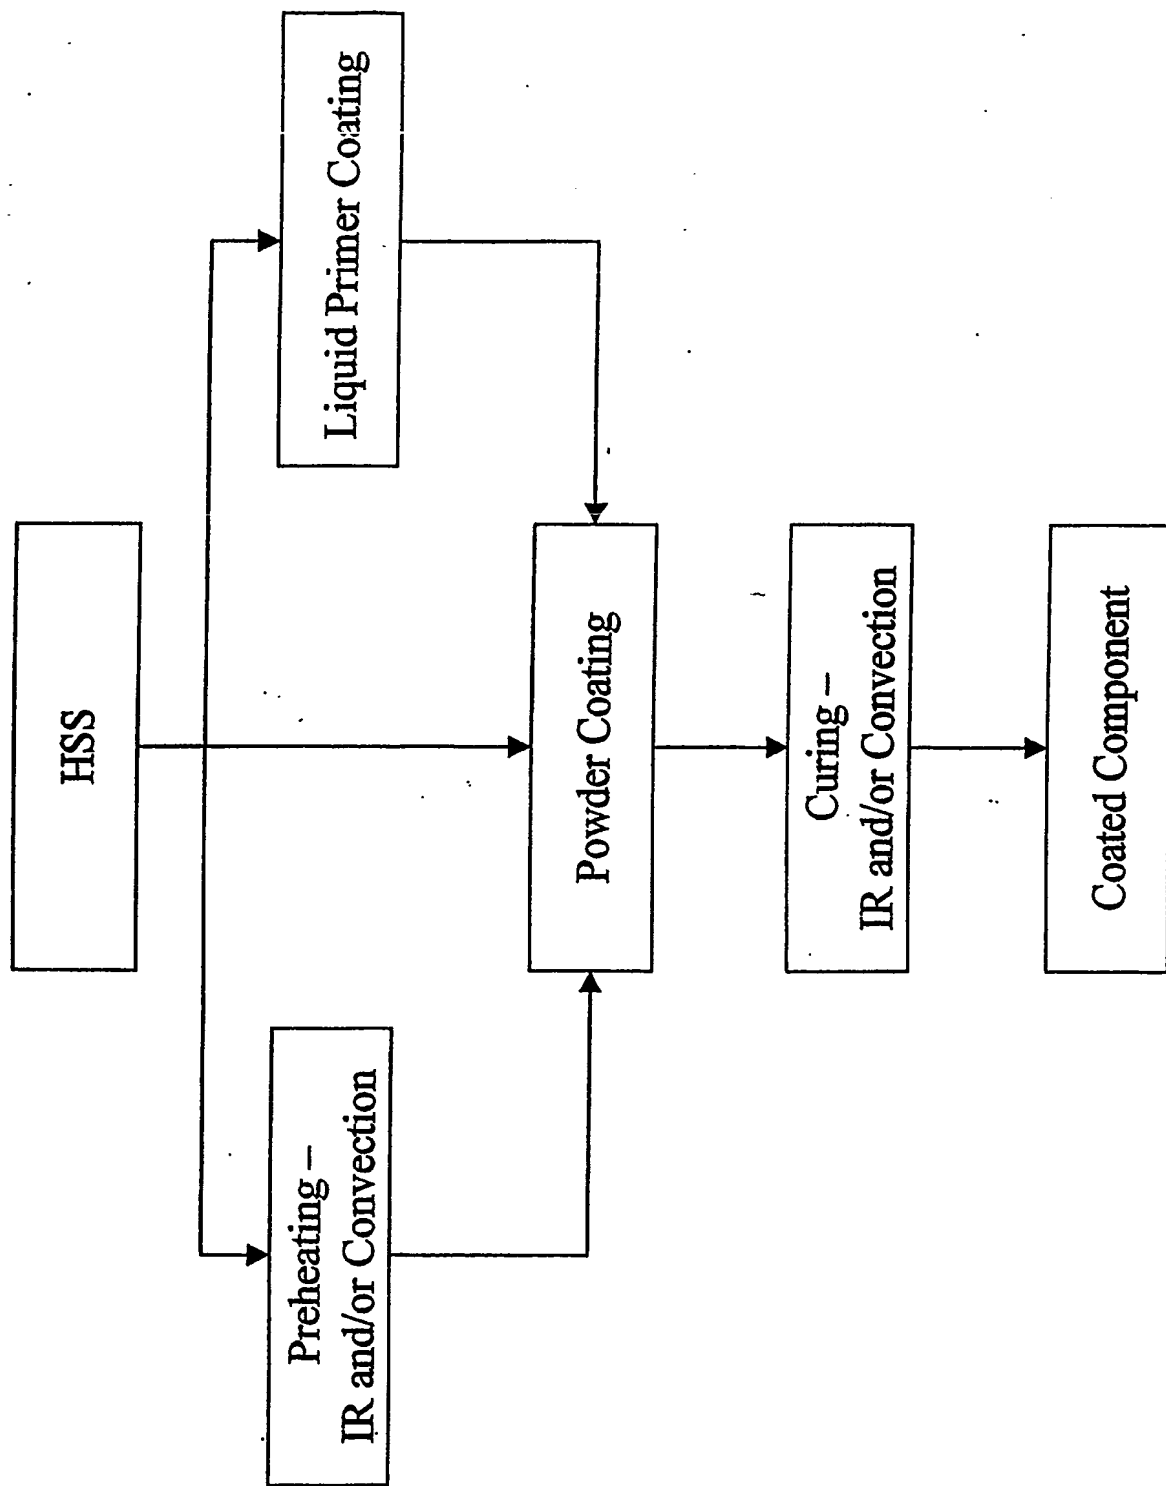 HSS
Preheating –
IR and/or Convection
Liquid Primer Coating
Powder Coating
Curing –
IR and/or Convection
Coated Component